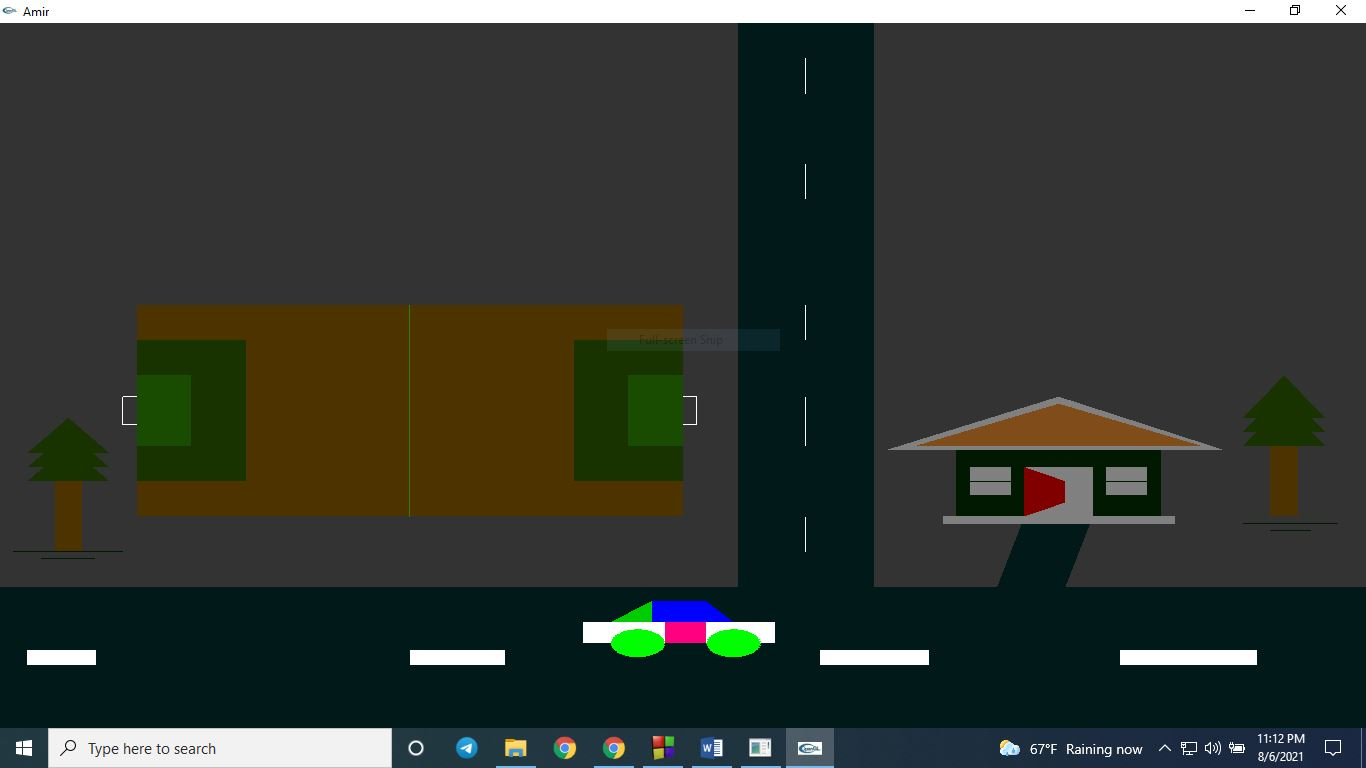 Amir
Full-screen Snip
Type here to search
67°F Raining now
11:12 PM
8/6/2021